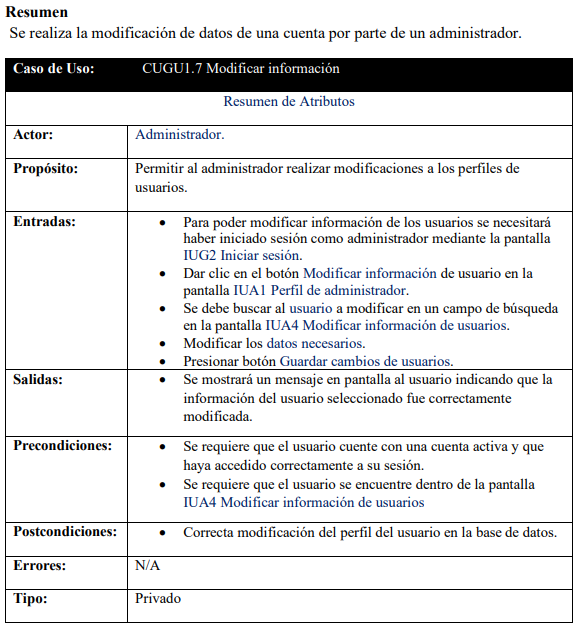 Resumen
Se realiza la modificación de datos de una cuenta por parte de un administrador.
Caso de Uso: CUGU1.7 Modificar información
Resumen de Atributos
Actor: Administrador.
Propósito: Permitir al administrador realizar modificaciones a los perfiles de
usuarios.
Entradas: • Para poder modificar información de los usuarios se necesitará
haber iniciado sesión como administrador mediante la pantalla
IUG2 Iniciar sesión.
• Dar clic en el botón Modificar información de usuario en la
pantalla IUA1 Perfil de administrador.
• Se debe buscar al usuario a modificar en un campo de búsqueda
en la pantalla IUA4 Modificar información de usuarios.
• Modificar los datos necesarios.
• Presionar botón Guardar cambios de usuarios.
Salidas: • Se mostrará un mensaje en pantalla al usuario indicando que la
información del usuario seleccionado fue correctamente
modificada.
Precondiciones: • Se requiere que el usuario cuente con una cuenta activa y que
haya accedido correctamente a su sesión.
• Se requiere que el usuario se encuentre dentro de la pantalla
IUA4 Modificar información de usuarios
Postcondiciones: • Correcta modificación del perfil del usuario en la base de datos.
Errores: N/A
Tipo: Privado